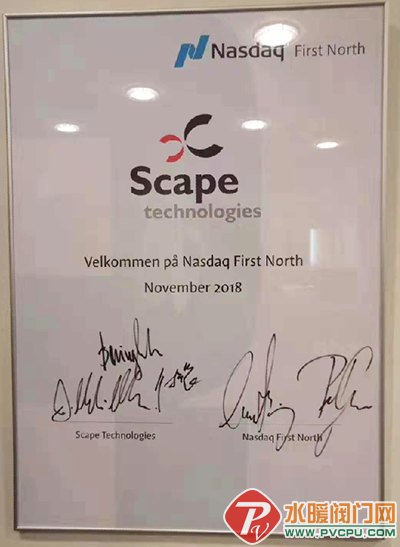 Nasdaq First North
Scape
technologies
Velkommen på Nasdaq First North
November 2018
Scape Technologies
Nasdaq First North
水暖阀门网
www.PVCPU.com